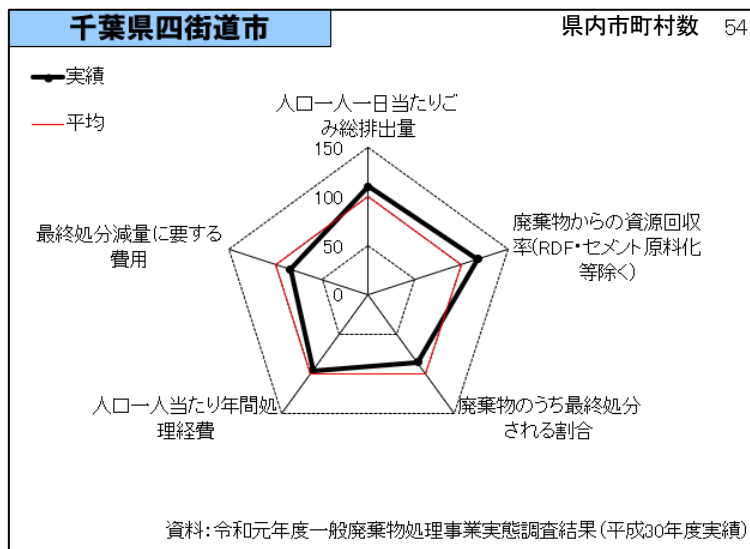 千葉県四街道市
県内市町村数 54
実績
平均
人口一人一日当たりご
み総排出量
150
100
50
0
廃棄物からの資源回収
率(RDF・セメント原料化
等除く)
最終処分減量に要する
費用
人口一人当たり年間処
理経費
廃棄物のうち最終処分
される割合
資料:令和元年度一般廃棄物処理事業実態調査結果(平成30年度実績)